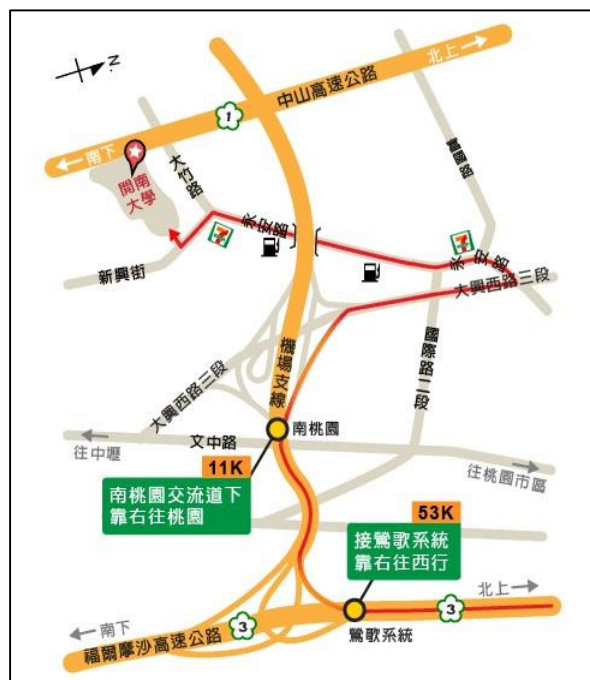 N
北上
中山高速公路
1
南下
開南
大學
大竹路
國際路
永安路
7
7
永安路
新興街
大興西路三段
大興西路三段
機場支線
國際路二段
南桃園
文中路
往中壢
往桃園市區
11K
南桃園交流道下
靠右往桃園
53K
接鶯歌系統
靠右往西行
北上
3
3
南下
福爾摩沙高速公路
鶯歌系統